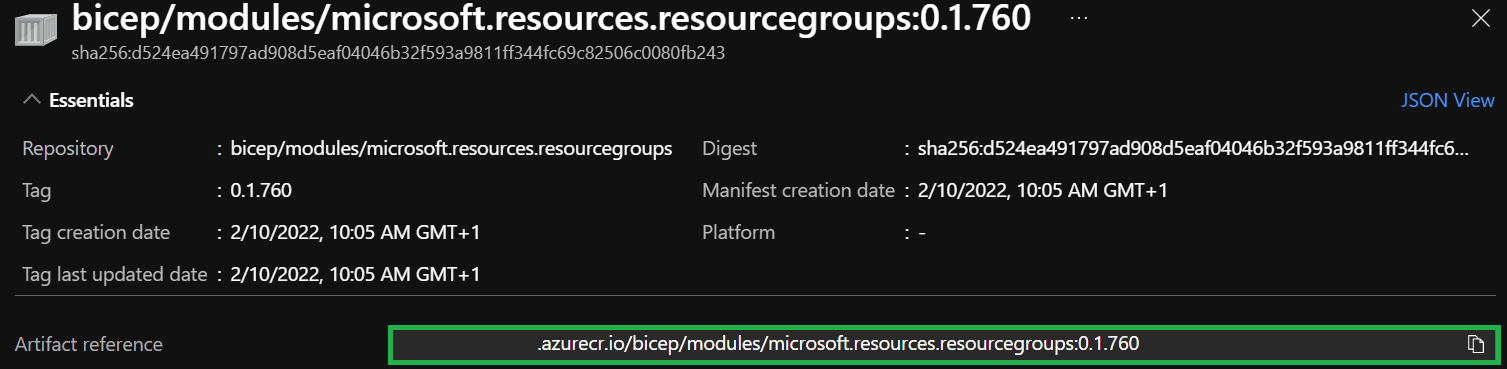 bicep/modules/microsoft.resources.resourcegroups:0.1.760 ...
sha256:d524ea491797ad908d5eaf04046b32f593a9811ff344fc69c82506c0080fb243
Essentials
JSON View
Repository : bicep/modules/microsoft.resources.resourcegroups
Digest : sha256:d524ea491797ad908d5eaf04046b32f593a9811ff344fc6...
Tag : 0.1.760
Manifest creation date : 2/10/2022, 10:05 AM GMT+1
Tag creation date : 2/10/2022, 10:05 AM GMT+1
Platform : -
Tag last updated date : 2/10/2022, 10:05 AM GMT+1
Artifact reference
.azurecr.io/bicep/modules/microsoft.resources.resourcegroups:0.1.760